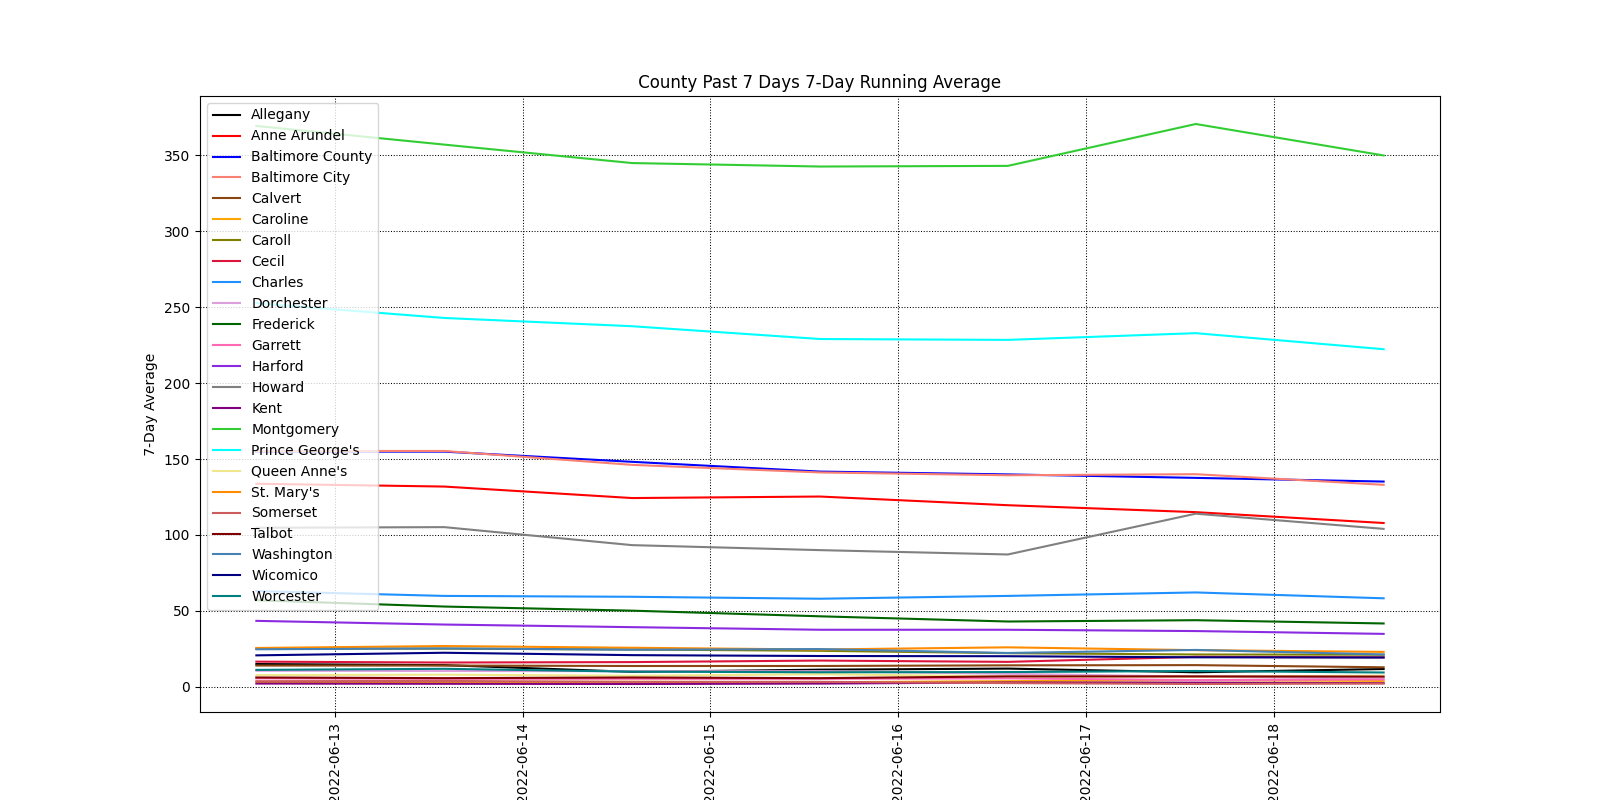 County Past 7 Days 7-Day Running Average
Allegany
Anne Arundel
Baltimore County
Baltimore City
Calvert
Caroline
Caroll
Cecil
Charles
Dorchester
Frederick
Garrett
Harford
Howard
Kent
Montgomery
Prince George's
Queen Anne's
St. Mary's
Somerset
Talbot
Washington
Wicomico
Worcester
7-Day Average
350
300
250
200
150
100
50
0
2022-06-13
2022-06-14
2022-06-15
2022-06-16
2022-06-17
2022-06-18